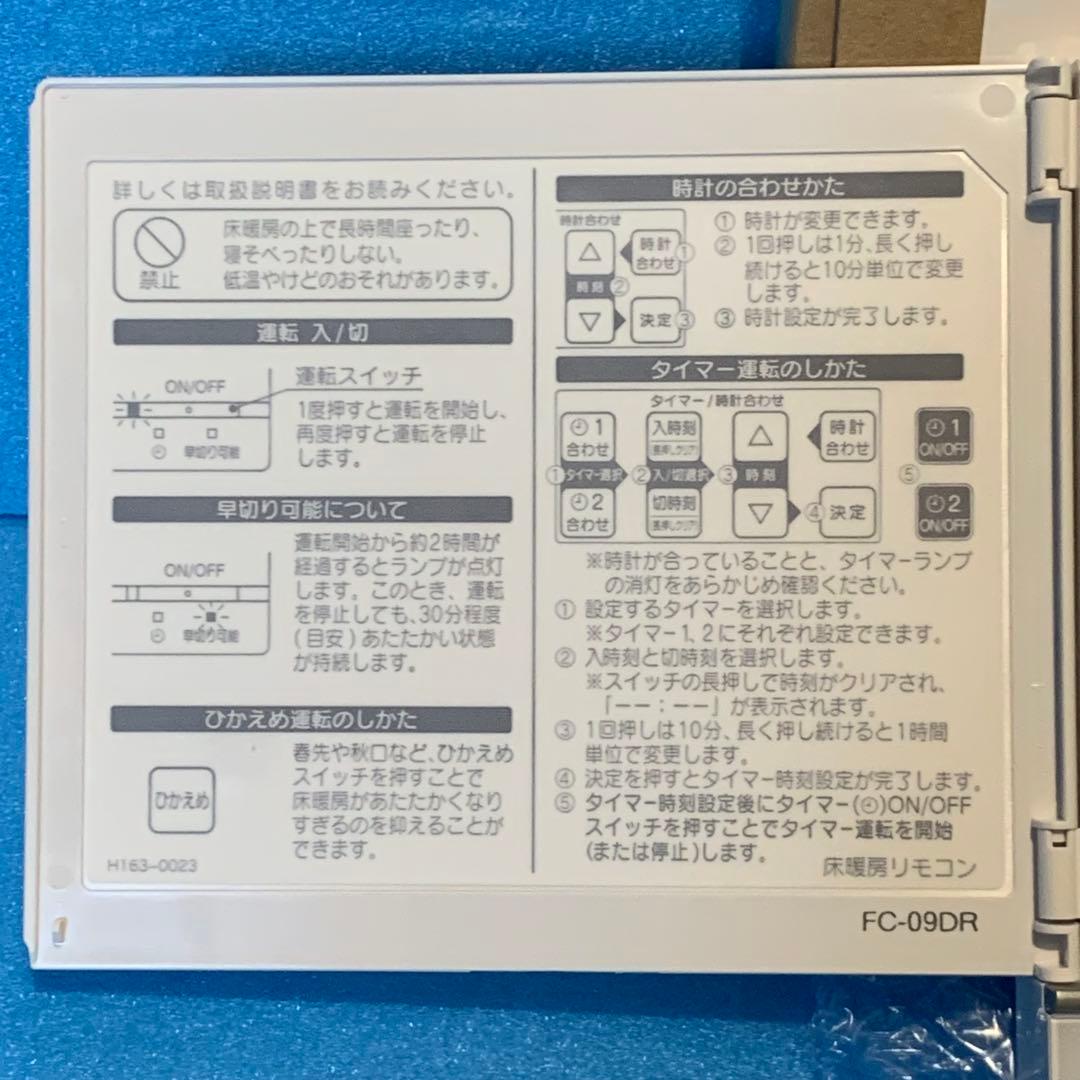 詳しくは取扱説明書をお読みください。
禁止
床暖房の上で長時間座ったり、
寝そべったりしない。
低温やけどのおそれがあります。
運転 入/切
ON/OFF
運転スイッチ
1度押すと運転を開始し、
再度押すと運転を停止
します。
早切り可能
早切り可能について
ON/OFF
早切り可能
運転開始から約2時間が
経過するとランプが点灯
します。このとき、運転
を停止しても、30分程度
(目安)あたたかい状態
が持続します。
ひかえめ運転のしかた
ひかえめ
春先や秋口など、ひかえめ
スイッチを押すことで
床暖房があたたかくなり
すぎるのを抑えることが
できます。
H163-0023
時計の合わせかた
時計合わせ
△
時計
合わせ
①
時刻
②
▽
決定
③
① 時計が変更できます。
② 1回押しは1分、長く押し
続けると10分単位で変更
します。
③ 時計設定が完了します。
タイマー運転のしかた
タイマー/時計合わせ
1
合わせ
入時刻
長押しクリア
△
時計
合わせ
①タイマー選択
②入/切選択
③時刻
2
合わせ
切時刻
長押しクリア
▽
④決定
⑤
1
ON/OFF
2
ON/OFF
※時計が合っていることと、タイマーランプ
の消灯をあらかじめ確認ください。
① 設定するタイマーを選択します。
※タイマー1、2にそれぞれ設定できます。
② 入時刻と切時刻を選択します。
※スイッチの長押しで時刻がクリアされ、
「－－：－－」が表示されます。
③ 1回押しは10分、長く押し続けると1時間
単位で変更します。
④ 決定を押すとタイマー時刻設定が完了します。
⑤ タイマー時刻設定後にタイマー(◷)ON/OFF
スイッチを押すことでタイマー運転を開始
(または停止)します。
床暖房リモコン
FC-09DR